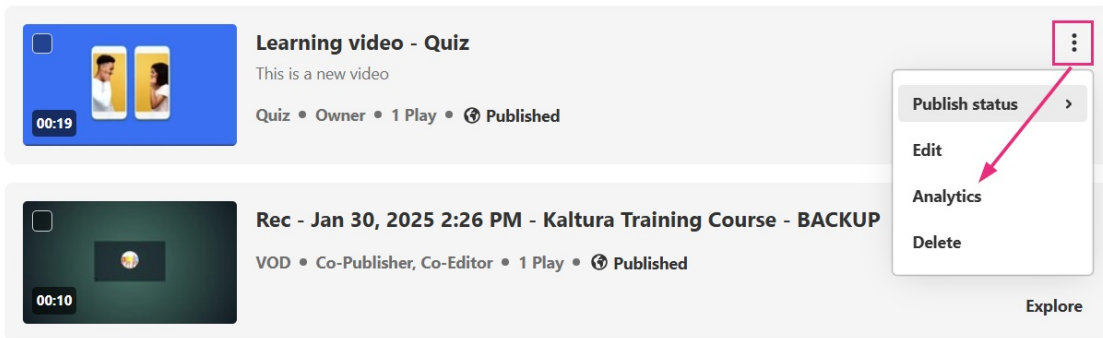 Learning video - Quiz
This is a new video
Quiz • Owner • 1 Play • Published
00:19
Publish status
Edit
Analytics
Delete
Rec - Jan 30, 2025 2:26 PM - Kaltura Training Course - BACKUP
VOD • Co-Publisher, Co-Editor • 1 Play • Published
00:10
Explore